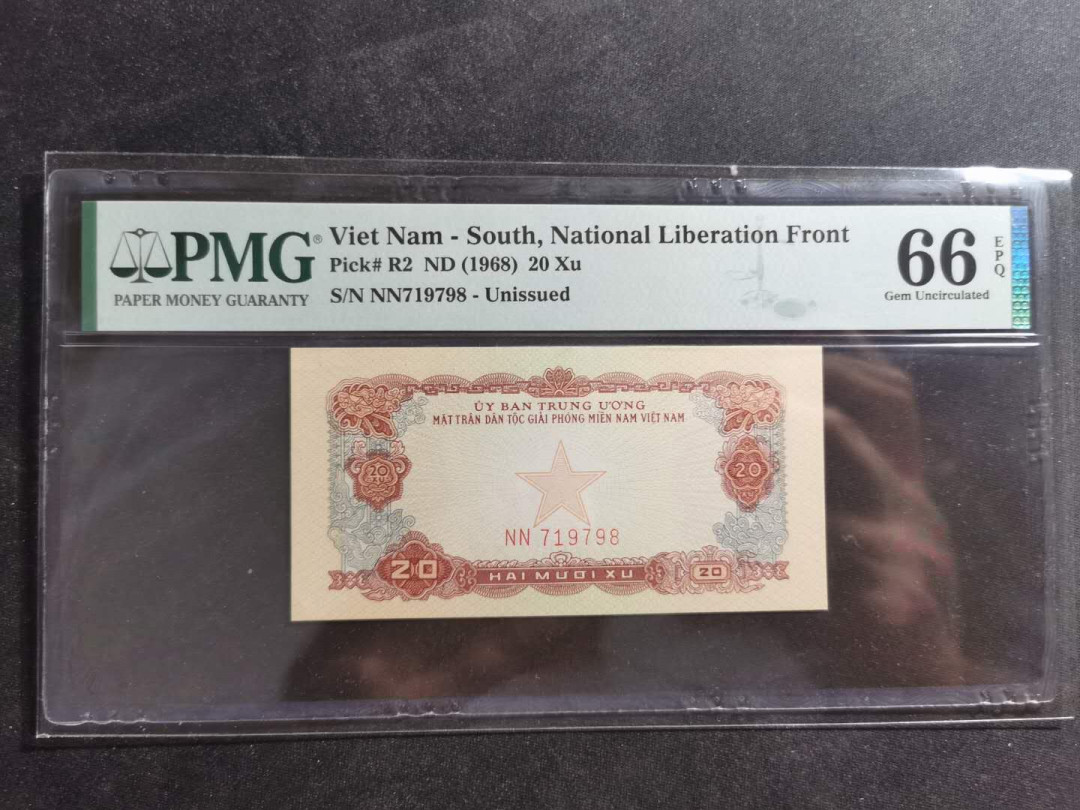 PMG®
PAPER MONEY GUARANTY
Viet Nam - South, National Liberation Front
Pick# R2 ND (1968) 20 Xu
S/N NN719798 - Unissued
66
EPQ
Gem Uncirculated
ỦY BAN TRUNG ƯƠNG
MẶT TRẬN DÂN TỘC GIẢI PHÓNG MIỀN NAM VIỆT NAM
20
20
NN 719798
20
HAI MƯƠI XU
20